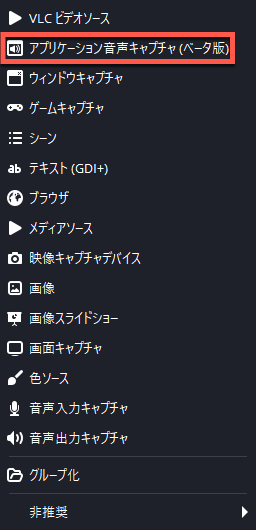 VLC ビデオソース
アプリケーション音声キャプチャ (ベータ版)
ウィンドウキャプチャ
ゲームキャプチャ
シーン
テキスト (GDI+)
ブラウザ
メディアソース
映像キャプチャデバイス
画像
画像スライドショー
画面キャプチャ
色ソース
音声入力キャプチャ
音声出力キャプチャ
グループ化
非推奨